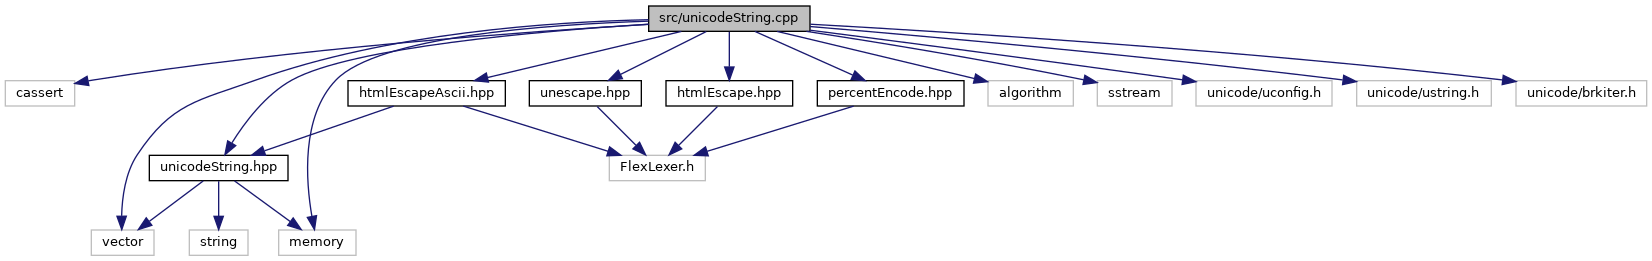 src/unicodeString.cpp
cassert
htmlEscapeAscii.hpp
unescape.hpp
htmlEscape.hpp
percentEncode.hpp
algorithm
sstream
unicode/uconfig.h
unicode/ustring.h
unicode/brkiter.h
unicodeString.hpp
FlexLexer.h
vector
string
memory